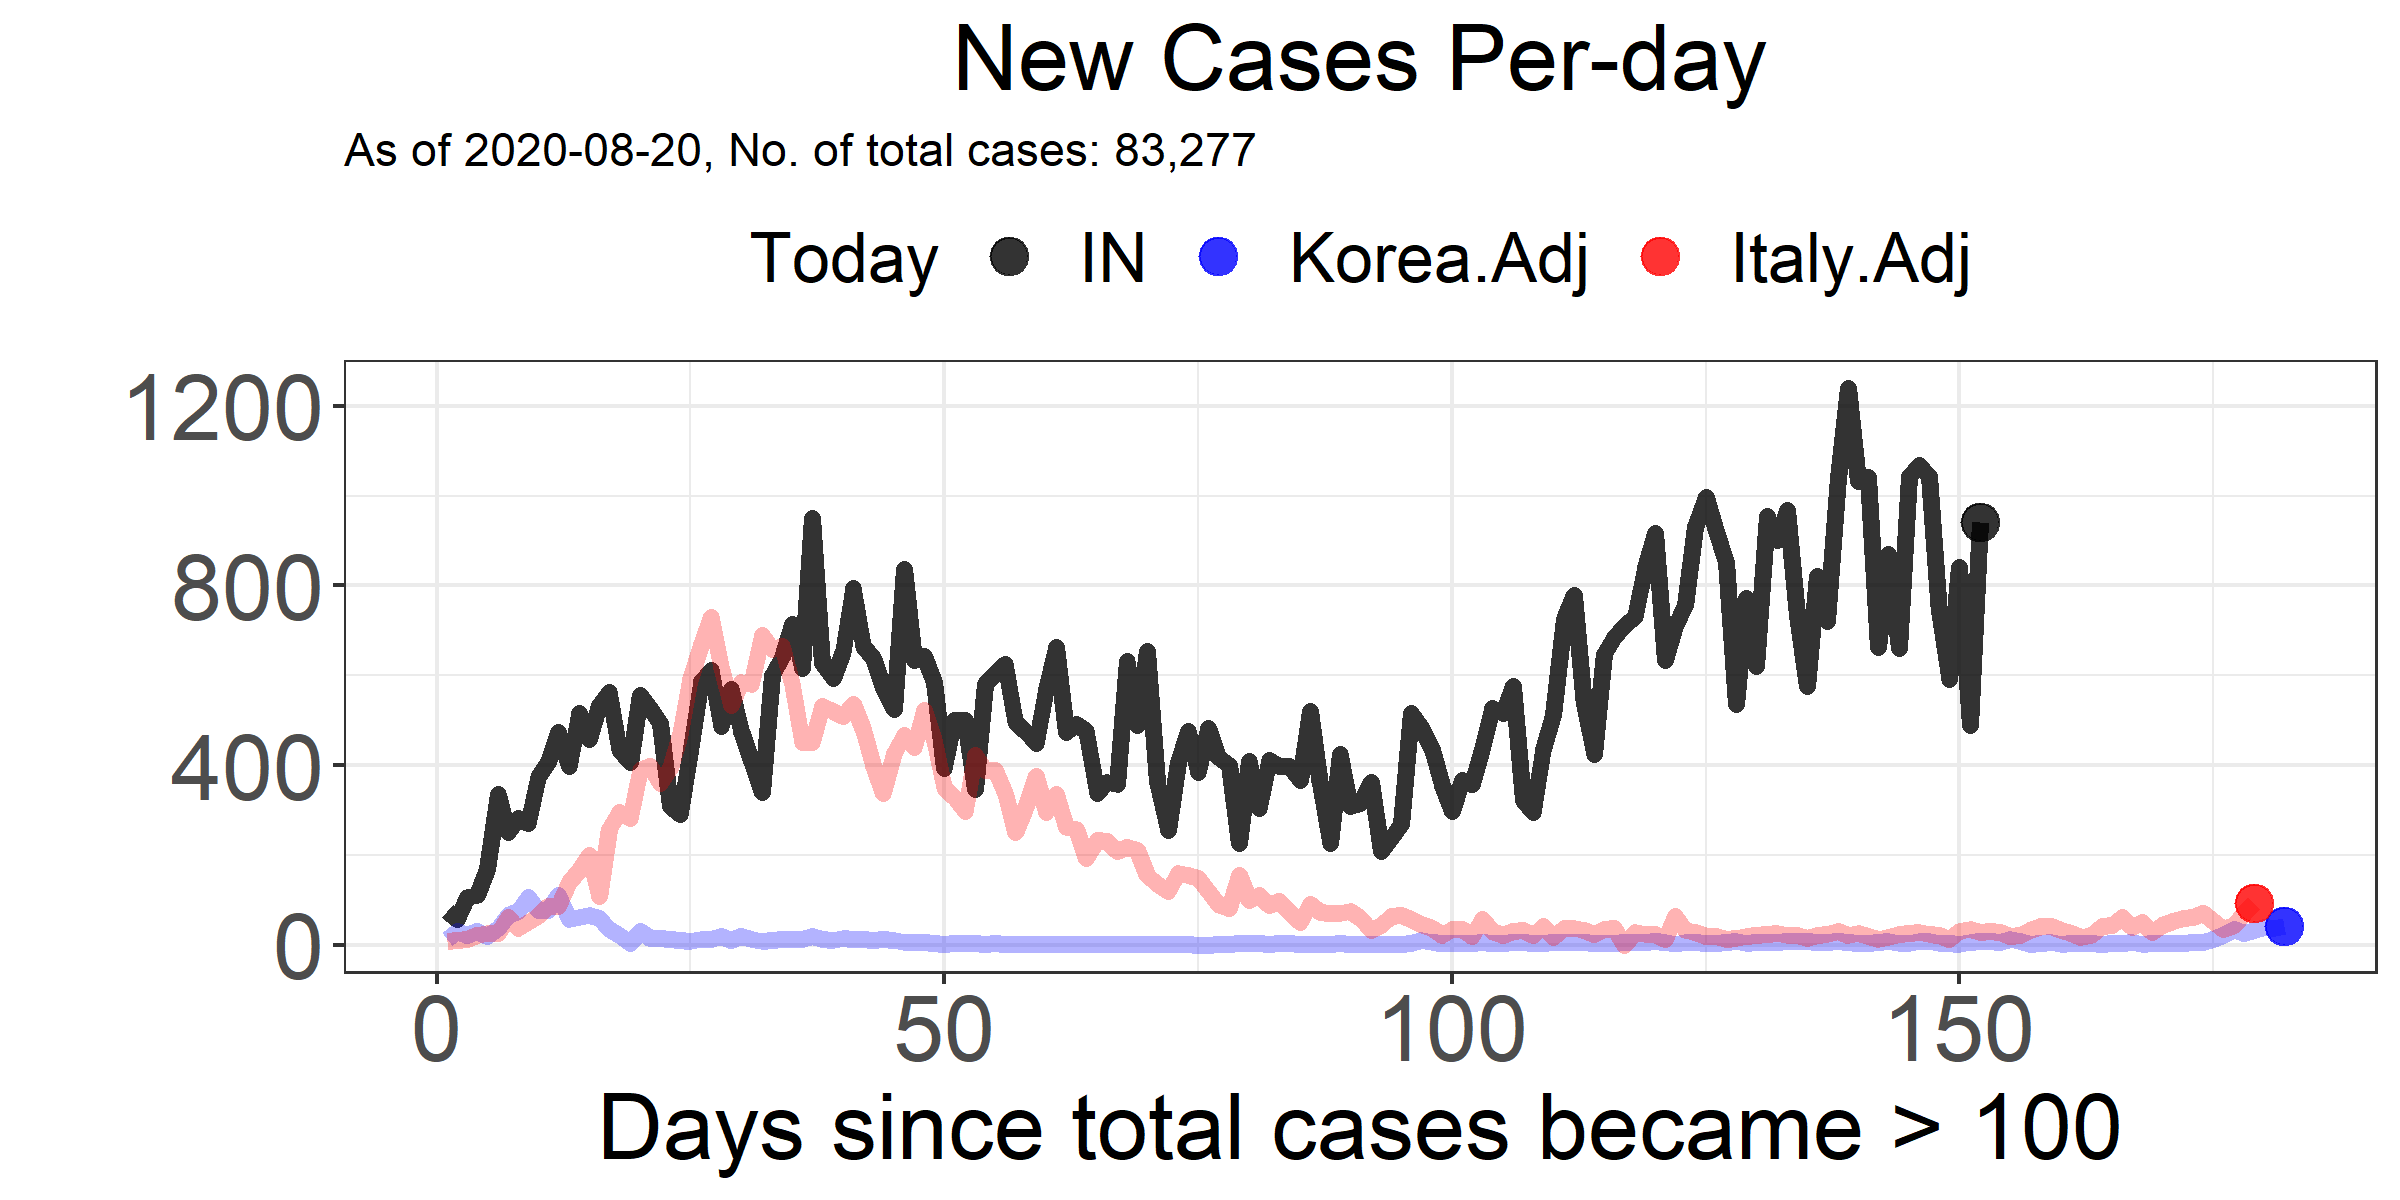 New Cases Per-day
As of 2020-08-20, No. of total cases: 83,277
Today IN Korea.Adj Italy.Adj
1200
800
400
0
0 50 100 150
Days since total cases became > 100